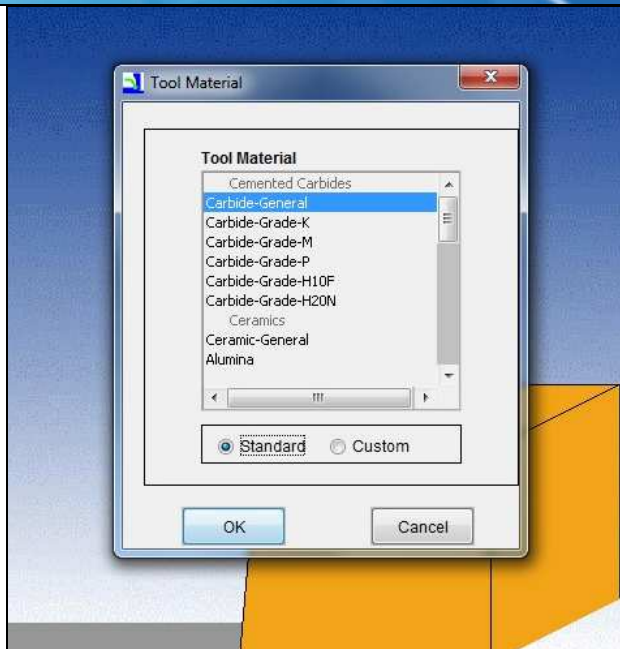 Tool Material
Tool Material
Cemented Carbides
Carbide-General
Carbide-Grade-K
Carbide-Grade-M
Carbide-Grade-P
Carbide-Grade-H10F
Carbide-Grade-H20N
Ceramics
Ceramic-General
Alumina
Standard Custom
OK Cancel